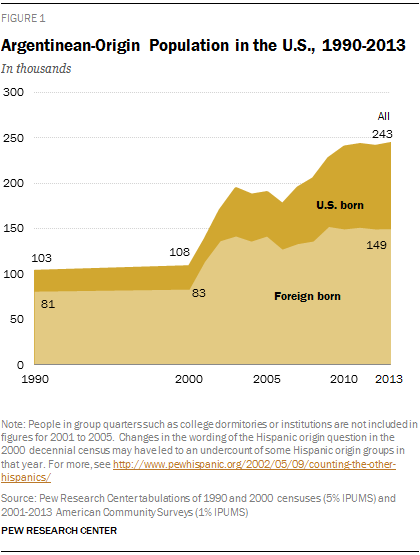 FIGURE 1
Argentinean-Origin Population in the U.S., 1990-2013
In thousands
300
250
200
150
100
50
0
All
243
U.S. born
149
Foreign born
103
81
108
83
1990
2000
2005
2010
2013
Note: People in group quarters such as college dormitories or institutions are not included in
figures for 2001 to 2005. Changes in the wording of the Hispanic origin question in the
2000 decennial census may have led to an undercount of some Hispanic origin groups in
that year. For more, see http://www.pewhispanic.org/2002/05/09/counting-the-other-
hispanics/
Source: Pew Research Center tabulations of 1990 and 2000 censuses (5% IPUMS) and
2001-2013 American Community Surveys (1% IPUMS)
PEW RESEARCH CENTER